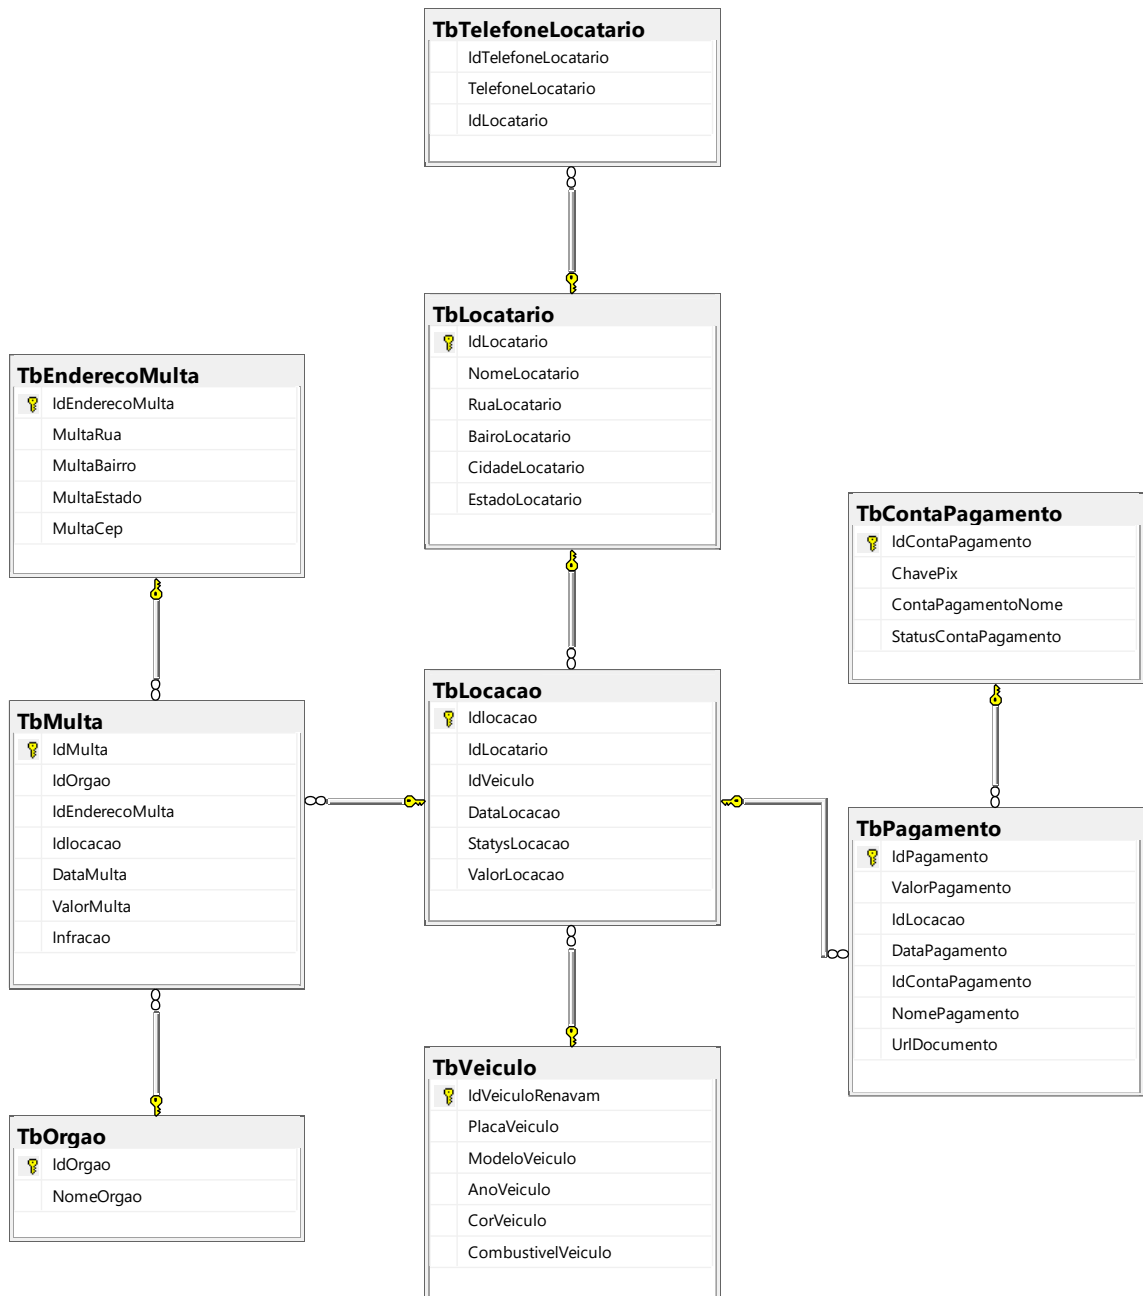 TbTelefoneLocatario
IdTelefoneLocatario
TelefoneLocatario
IdLocatario
TbLocatario
IdLocatario
NomeLocatario
RuaLocatario
BairoLocatario
CidadeLocatario
EstadoLocatario
TbEnderecoMulta
IdEnderecoMulta
MultaRua
MultaBairro
MultaEstado
MultaCep
TbContaPagamento
IdContaPagamento
ChavePix
ContaPagamentoNome
StatusContaPagamento
TbMulta
IdMulta
IdOrgao
IdEnderecoMulta
Idlocacao
DataMulta
ValorMulta
Infracao
TbLocacao
Idlocacao
IdLocatario
IdVeiculo
DataLocacao
StatysLocacao
ValorLocacao
TbPagamento
IdPagamento
ValorPagamento
IdLocacao
DataPagamento
IdContaPagamento
NomePagamento
UrlDocumento
TbVeiculo
IdVeiculoRenavam
PlacaVeiculo
ModeloVeiculo
AnoVeiculo
CorVeiculo
CombustivelVeiculo
TbOrgao
IdOrgao
NomeOrgao